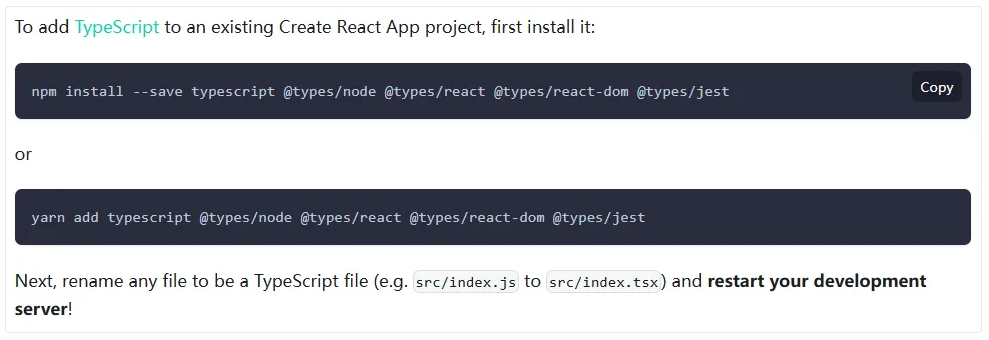 To add TypeScript to an existing Create React App project, first install it:
npm install --save typescript @types/node @types/react @types/react-dom @types/jest
Copy
or
yarn add typescript @types/node @types/react @types/react-dom @types/jest
Next, rename any file to be a TypeScript file (e.g. src/index.js to src/index.tsx) and restart your development
server!